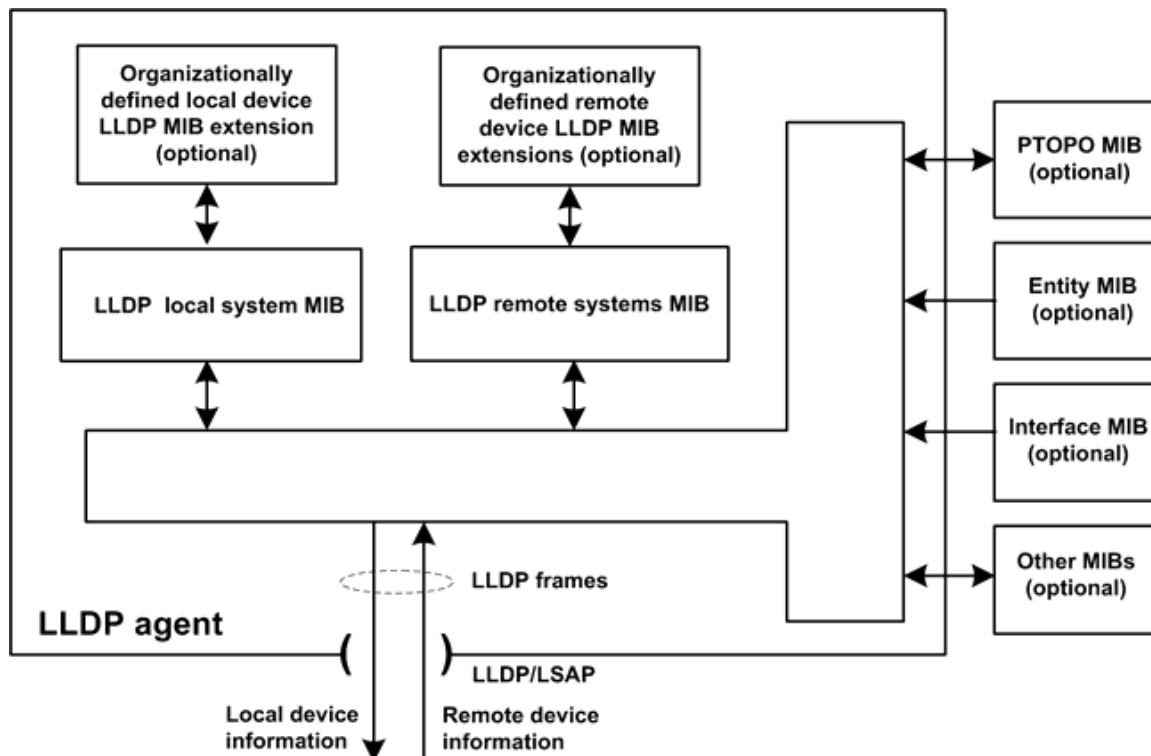 Organizationally
defined local device
LLDP MIB extension
(optional)
Organizationally
defined remote
device LLDP MIB
extensions (optional)
PTOPO MIB
(optional)
LLDP local system MIB
LLDP remote systems MIB
Entity MIB
(optional)
Interface MIB
(optional)
Other MIBs
(optional)
LLDP frames
LLDP agent
LLDP/LSAP
Local device
information
Remote device
information